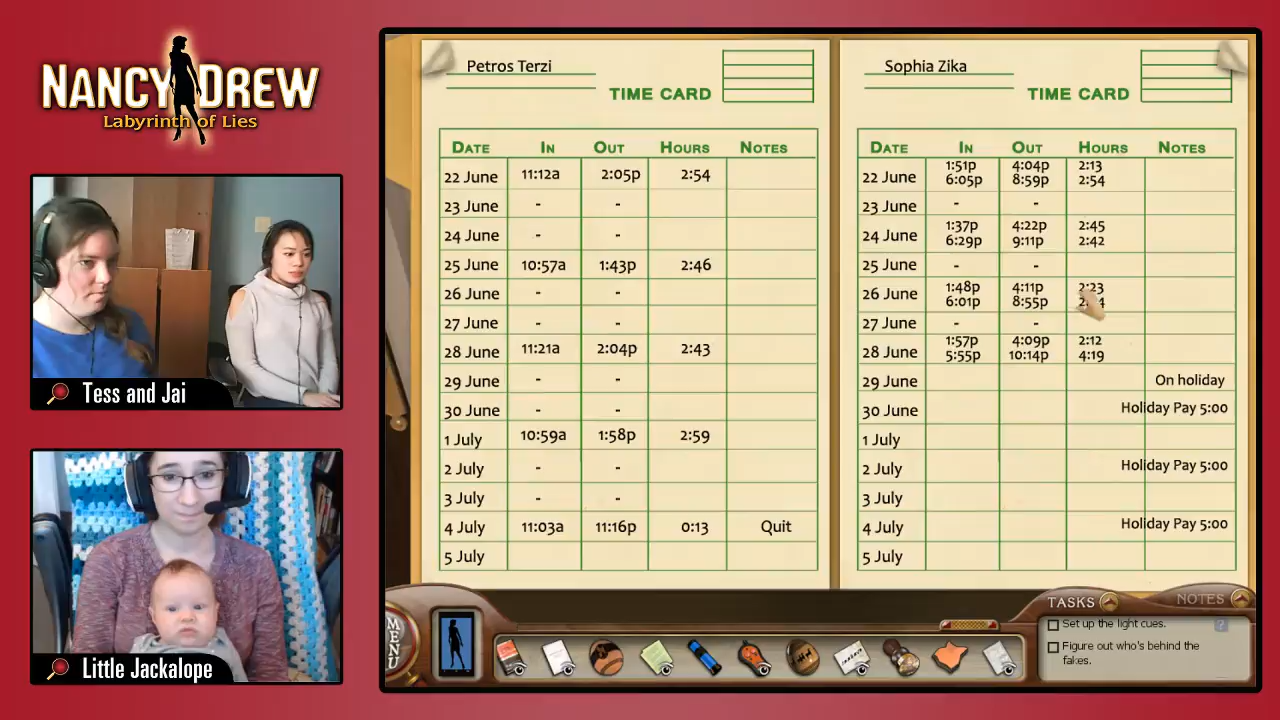 NANCY DREW
Labyrinth of Lies
Tess and Jai
Little Jackalope
Petros Terzi
TIME CARD
DATE IN OUT HOURS NOTES
22 June 11:12a 2:05p 2:54
23 June - -
24 June - -
25 June 10:57a 1:43p 2:46
26 June - -
27 June - -
28 June 11:21a 2:04p 2:43
29 June - -
30 June - -
1 July 10:59a 1:58p 2:59
2 July - -
3 July - -
4 July 11:03a 11:16p 0:13 Quit
5 July
Sophia Zika
TIME CARD
DATE IN OUT HOURS NOTES
22 June 1:51p 4:04p 2:13
6:05p 8:59p 2:54
23 June - -
24 June 1:37p 4:22p 2:45
6:29p 9:11p 2:42
25 June - -
26 June 1:48p 4:11p 2:23
6:01p 8:55p
27 June - -
28 June 1:57p 4:09p 2:12
5:55p 10:14p 4:19
29 June On holiday
30 June Holiday Pay 5:00
1 July
2 July Holiday Pay 5:00
3 July
4 July Holiday Pay 5:00
5 July
MENU
TASKS
NOTES
Set up the light cues.
?
Figure out who's behind the
fakes.